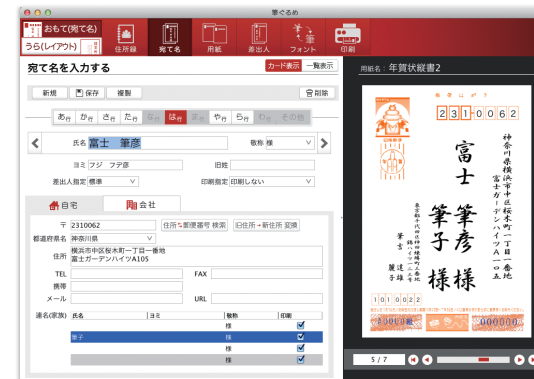 筆ぐるめ
おもて(宛て名)
うら(レイアウト)
住所録
宛て名
用紙
差出人
フォント
印刷
宛て名を入力する
カード表示 一覧表示
新規 保存 複製 削除
あ行 か行 さ行 た行 な行 は行 ま行 や行 ら行 わ行 その他
氏名 富士 筆彦 敬称 様
ヨミ フジ フデ彦 旧姓
差出人指定 標準 印刷指定 印刷しない
自宅 会社
〒 2310062 住所⇆郵便番号 検索 旧住所→新住所 変換
都道府県名 神奈川県
住所 横浜市中区桜木町一丁目一番地
富士ガーデンハイツA105
TEL FAX
携帯
メール URL
連名(家族) 氏名 ヨミ 敬称 印刷
様
筆子 様
様
様
用紙名: 年賀状縦書2
郵便はがき
231-0062
神奈川県横浜市中区桜木町一丁目一番地
富士ガーデンハイツA一〇五
富士 筆彦 様
筆子 様
1010022
5 / 7